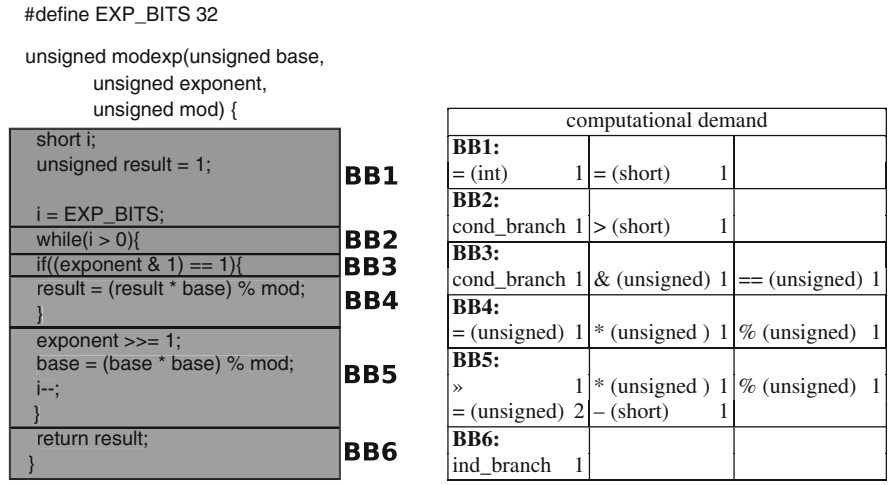 #define EXP_BITS 32
unsigned modexp(unsigned base,
unsigned exponent,
unsigned mod) {
short i;
unsigned result = 1;
i = EXP_BITS;
BB1
while(i > 0){
BB2
if((exponent & 1) == 1){
BB3
result = (result * base) % mod;
}
BB4
exponent >>= 1;
base = (base * base) % mod;
i--;
}
BB5
return result;
}
BB6
computational demand
BB1:
= (int) 1 = (short) 1
BB2:
cond_branch 1 > (short) 1
BB3:
cond_branch 1 & (unsigned) 1 == (unsigned) 1
BB4:
= (unsigned) 1 * (unsigned ) 1 % (unsigned) 1
BB5:
» 1 * (unsigned ) 1 % (unsigned) 1
= (unsigned) 2 – (short) 1
BB6:
ind_branch 1